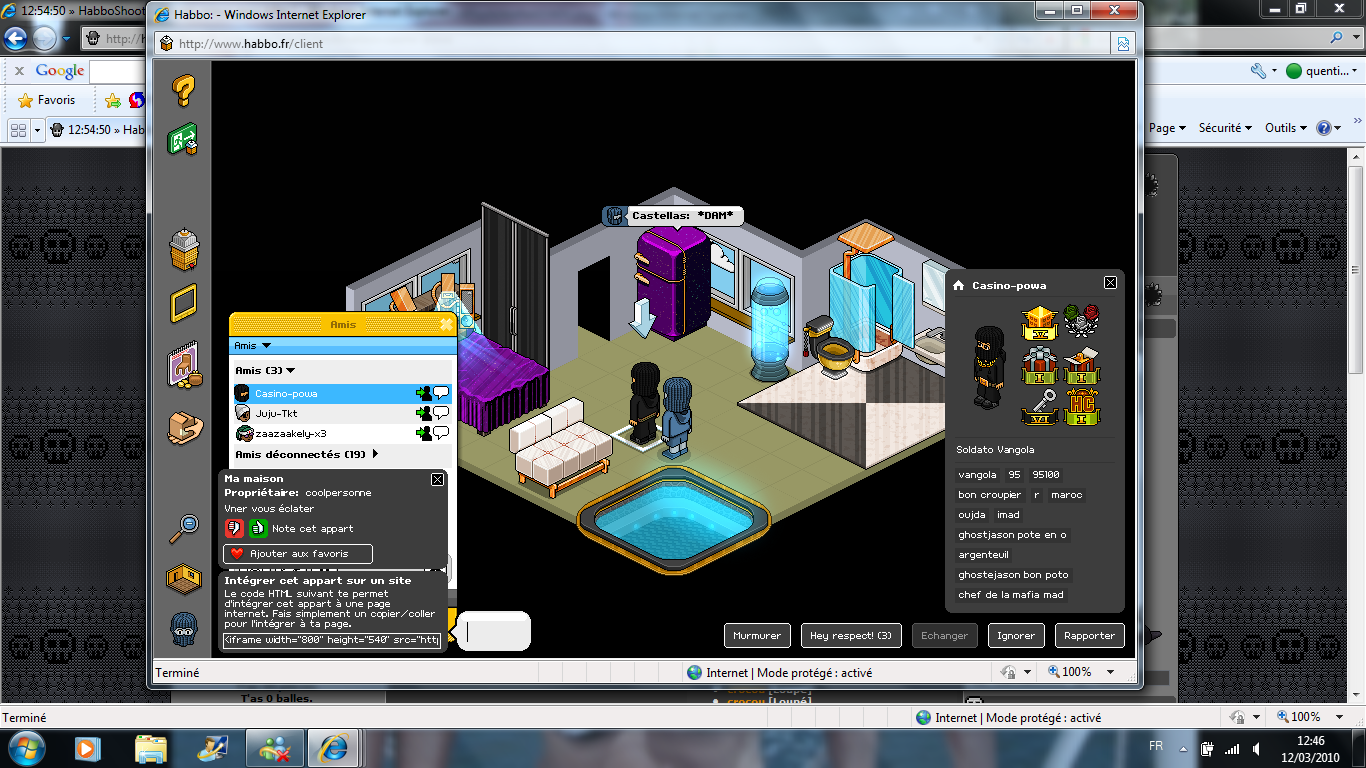 12:54:50 » HabboShoot
Habbo: - Windows Internet Explorer
http://www.habbo.fr/client
Google
quenti...
Favoris
12:54:50 » Hab
Page
Sécurité
Outils
Castellas: *DAM*
Amis
Amis
Amis (3)
Casino-powa
Juju-Tkt
zaazaakely-x3
Amis déconnectés (19)
Ma maison
Propriétaire: coolpersonne
Vner vous éclater
Note cet appart
Ajouter aux favoris
Intégrer cet appart sur un site
Le code HTML suivant te permet
d'intégrer cet appart à une page
internet. Fais simplement un copier/coller
pour l'intégrer à ta page.
<iframe width="800" height="540" src="htt
Casino-powa
HC
Soldato Vangola
vangola 95 95100
bon croupier r maroc
oujda imad
ghostjason pote en o
argenteuil
ghostejason bon poto
chef de la mafia mad
Murmurer
Hey respect! (3)
Echanger
Ignorer
Rapporter
Terminé
Internet | Mode protégé : activé
100%
T'as 0 balles.
crocou [Loupé]
Terminé
Internet | Mode protégé : activé
100%
FR
12:46
12/03/2010